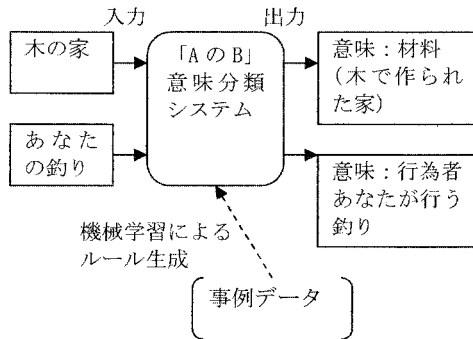 入力
出力
木の家
「AのB」
意味分類
システム
意味：材料
（木で作られ
た家）
あなた
の釣り
意味：行為者
あなたが行う
釣り
機械学習による
ルール生成
事例データ